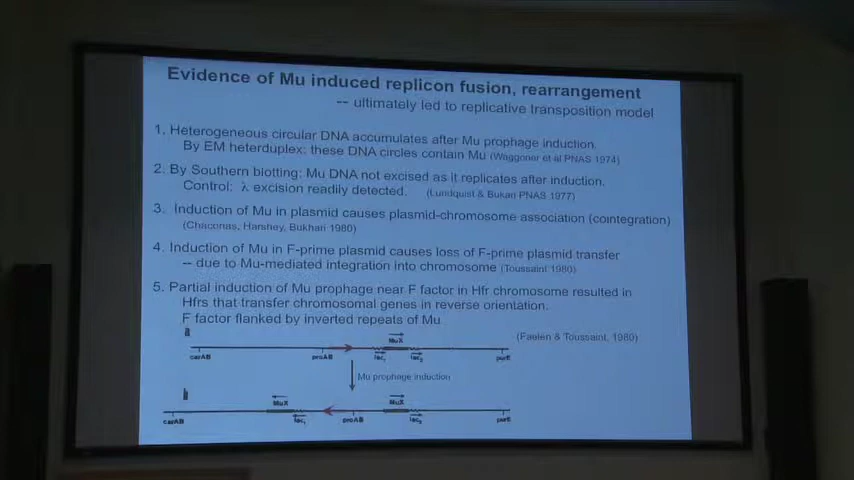 Evidence of Mu induced replicon fusion, rearrangement
-- ultimately led to replicative transposition model
1. Heterogeneous circular DNA accumulates after Mu prophage induction.
By EM heterduplex: these DNA circles contain Mu (Waggoner et al PNAS 1974)
2. By Southern blotting: Mu DNA not excised as it replicates after induction.
Control: λ excision readily detected. (Lundquist & Bukari PNAS 1977)
3. Induction of Mu in plasmid causes plasmid-chromosome association (cointegration)
(Chaconas, Harshey, Bukhari 1980)
4. Induction of Mu in F-prime plasmid causes loss of F-prime plasmid transfer
-- due to Mu-mediated integration into chromosome (Toussaint 1980)
5. Partial induction of Mu prophage near F factor in Hfr chromosome resulted in
Hfrs that transfer chromosomal genes in reverse orientation.
F factor flanked by inverted repeats of Mu
(Faelen & Toussaint, 1980)
a
MuX
carAB proAB lac1 lac2 purE
Mu prophage induction
b
MuX MuX
carAB lac1 proAB lac2 purE